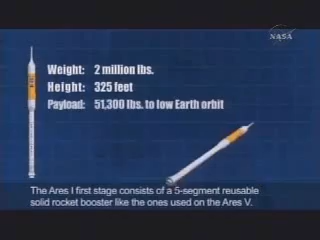 NASA
Weight: 2 million lbs.
Height: 325 feet
Payload: 51,300 lbs. to low Earth orbit
The Ares I first stage consists of a 5-segment reusable
solid rocket booster like the ones used on the Ares V.